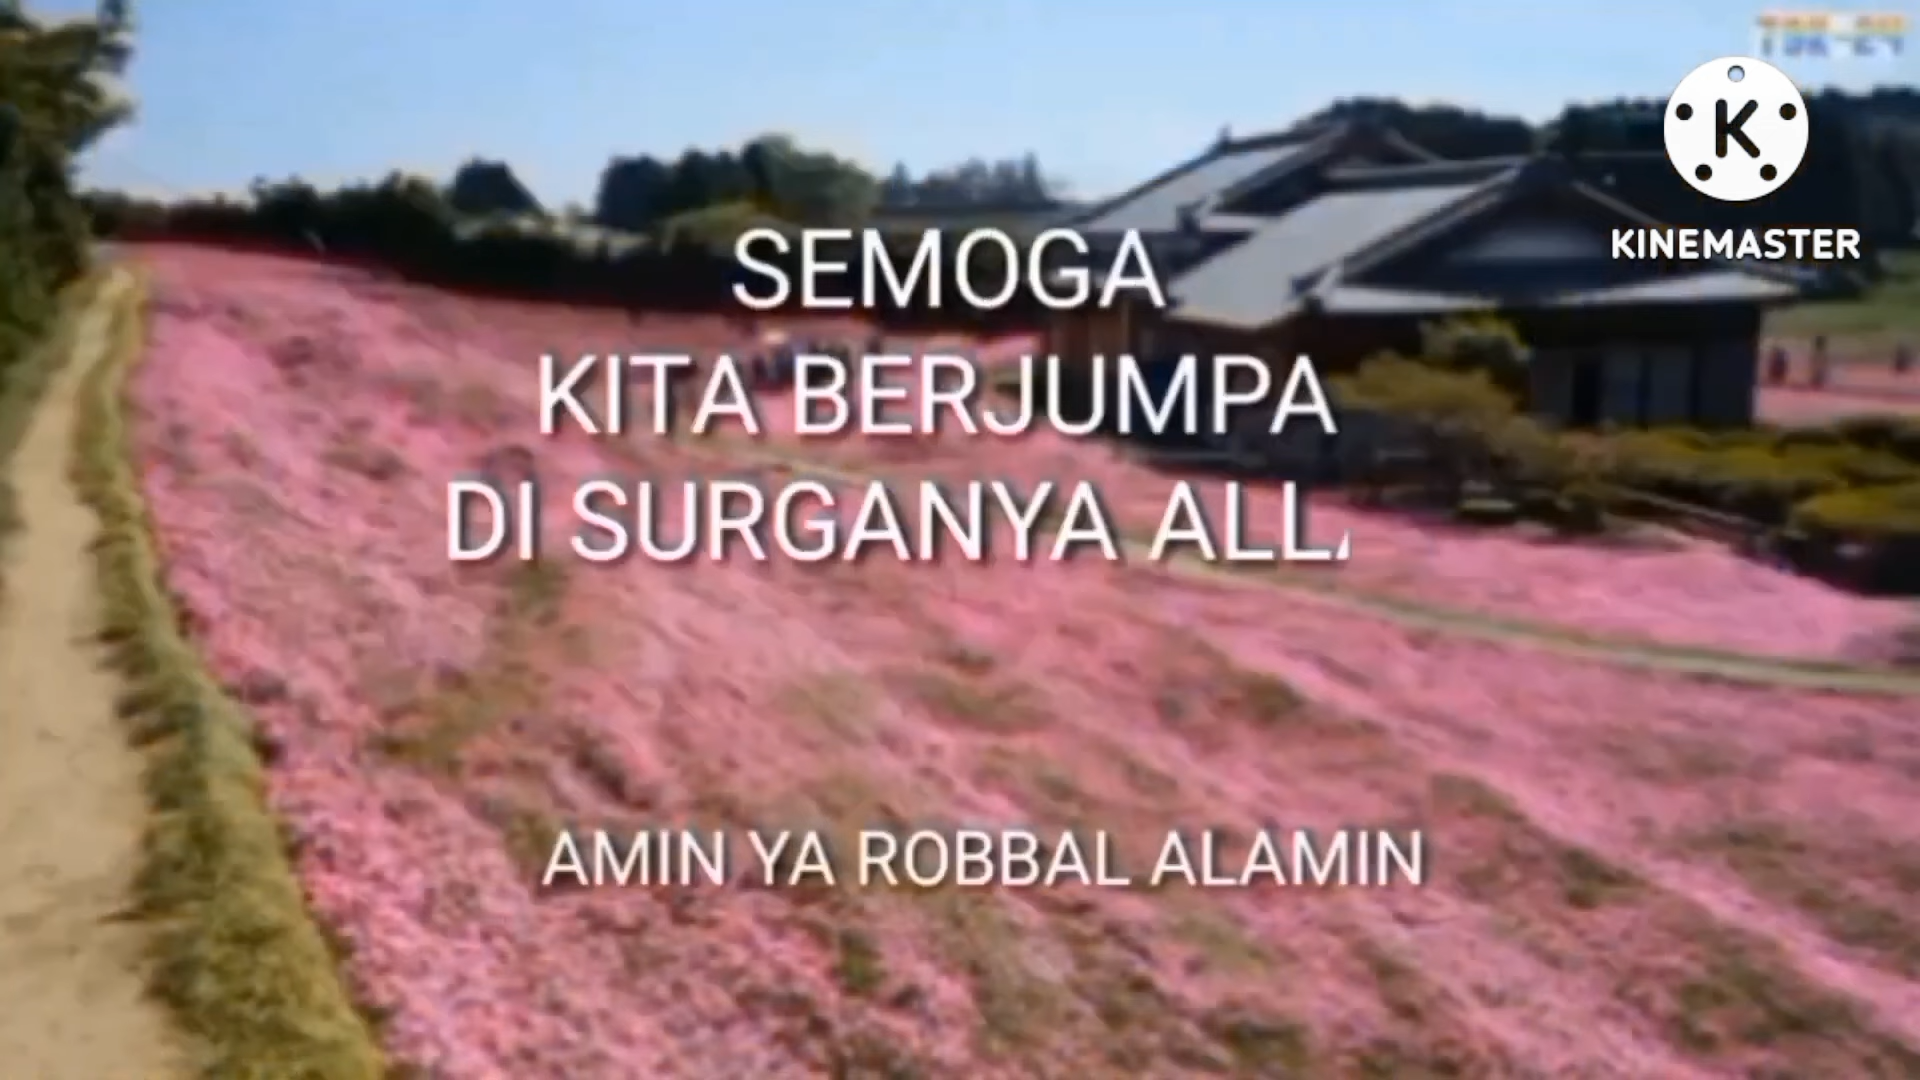 KINEMASTER
SEMOGA
KITA BERJUMPA
DI SURGANYA ALL
AMIN YA ROBBAL ALAMIN